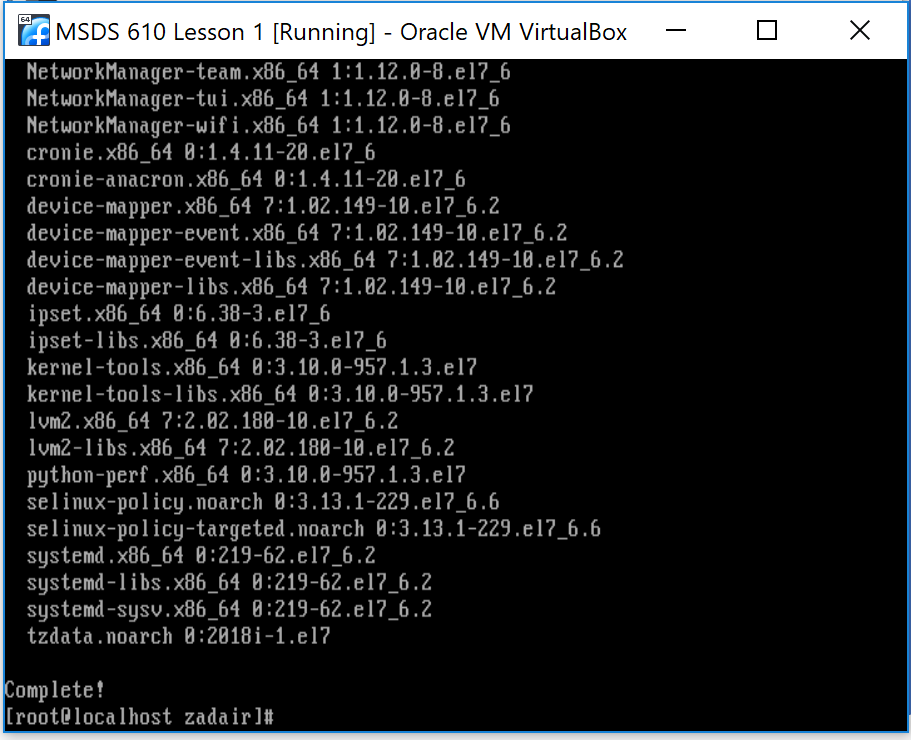 64
MSDS 610 Lesson 1 [Running] - Oracle VM VirtualBox
NetworkManager-team.x86_64 1:1.12.0-8.el7_6
NetworkManager-tui.x86_64 1:1.12.0-8.el7_6
NetworkManager-wifi.x86_64 1:1.12.0-8.el7_6
cronie.x86_64 0:1.4.11-20.el7_6
cronie-anacron.x86_64 0:1.4.11-20.el7_6
device-mapper.x86_64 7:1.02.149-10.el7_6.2
device-mapper-event.x86_64 7:1.02.149-10.el7_6.2
device-mapper-event-libs.x86_64 7:1.02.149-10.el7_6.2
device-mapper-libs.x86_64 7:1.02.149-10.el7_6.2
ipset.x86_64 0:6.38-3.el7_6
ipset-libs.x86_64 0:6.38-3.el7_6
kernel-tools.x86_64 0:3.10.0-957.1.3.el7
kernel-tools-libs.x86_64 0:3.10.0-957.1.3.el7
lvm2.x86_64 7:2.02.180-10.el7_6.2
lvm2-libs.x86_64 7:2.02.180-10.el7_6.2
python-perf.x86_64 0:3.10.0-957.1.3.el7
selinux-policy.noarch 0:3.13.1-229.el7_6.6
selinux-policy-targeted.noarch 0:3.13.1-229.el7_6.6
systemd.x86_64 0:219-62.el7_6.2
systemd-libs.x86_64 0:219-62.el7_6.2
systemd-sysv.x86_64 0:219-62.el7_6.2
tzdata.noarch 0:2018i-1.el7
Complete!
[root@localhost zadair]#